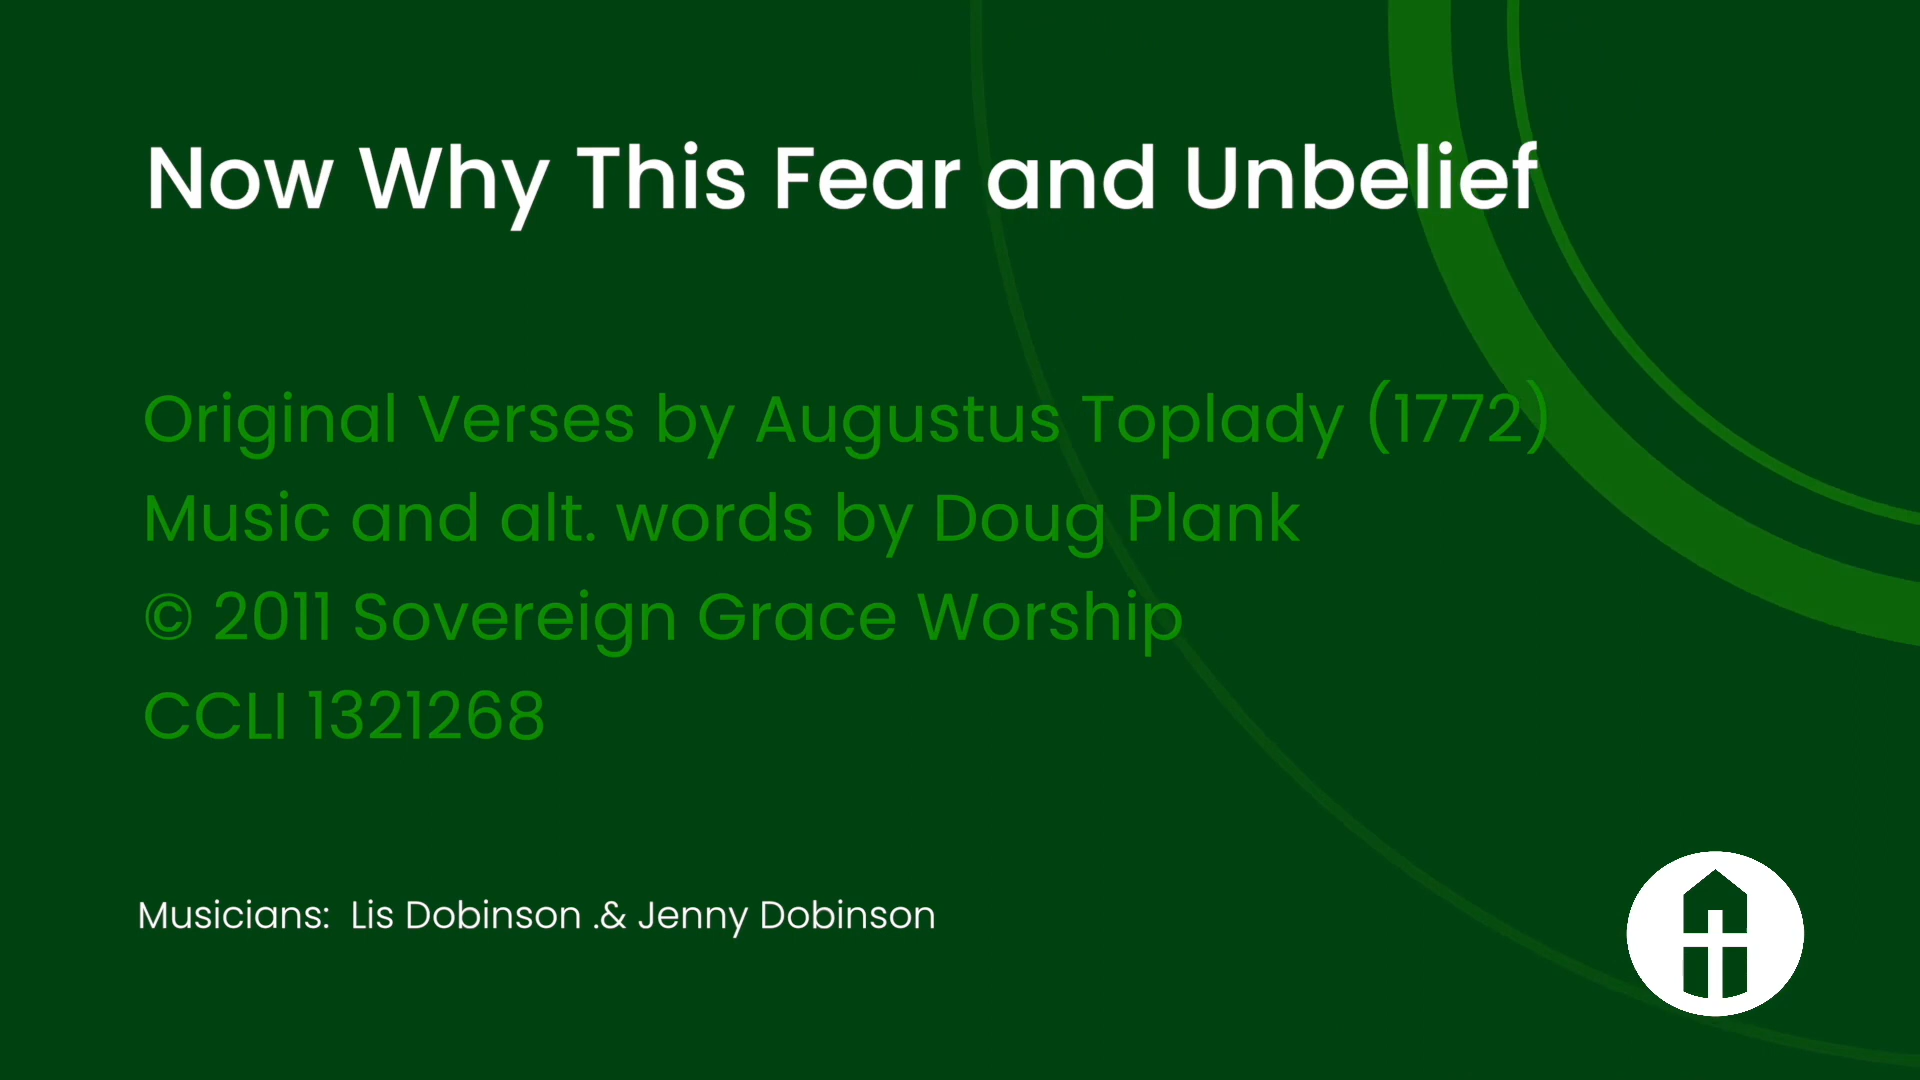 Now Why This Fear and Unbelief
Original Verses by Augustus Toplady (1772)
Music and alt. words by Doug Plank
© 2011 Sovereign Grace Worship
CCLI 1321268
Musicians:  Lis Dobinson .& Jenny Dobinson